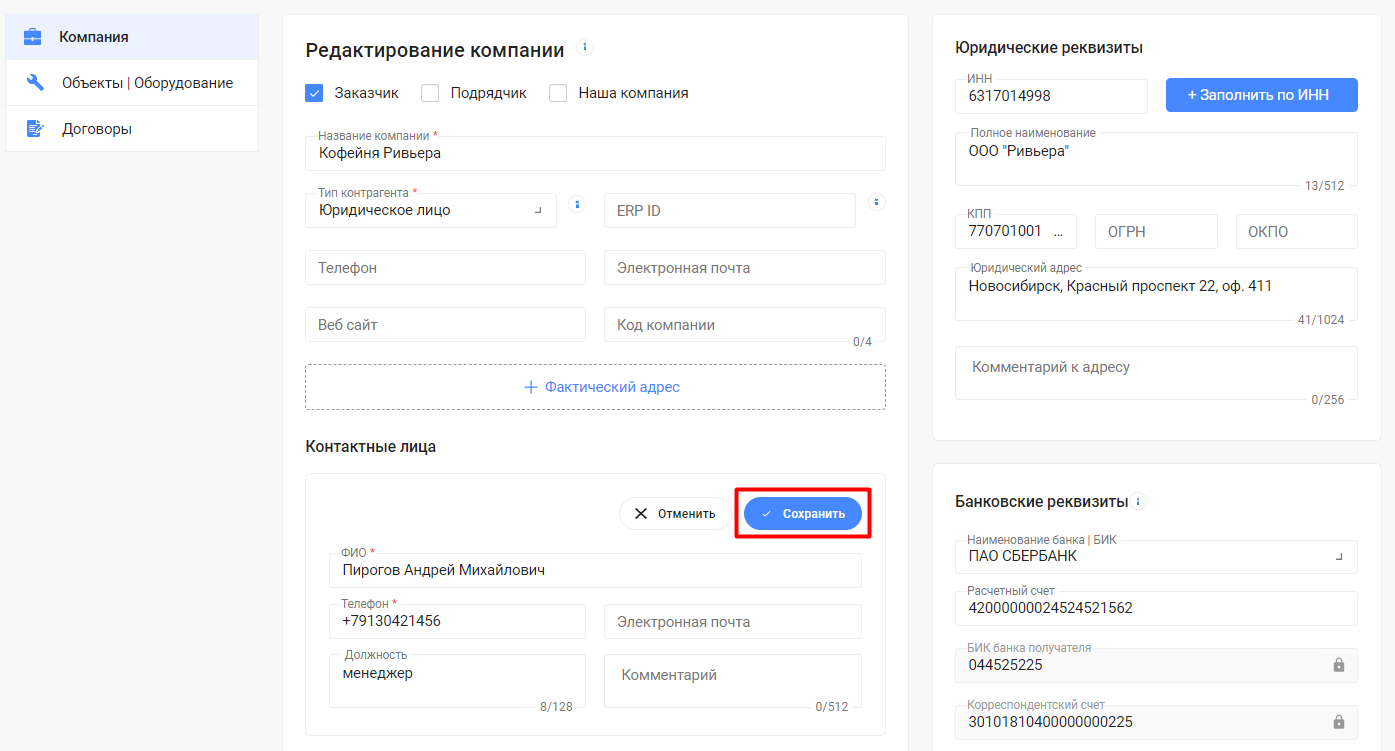 Компания
Объекты | Оборудование
Договоры
Редактирование компании
Заказчик Подрядчик Наша компания
Название компании *
Кофейня Ривьера
Тип контрагента *
Юридическое лицо
ERP ID
Телефон
Электронная почта
Веб сайт
Код компании
0/4
+ Фактический адрес
Контактные лица
Отменить
Сохранить
ФИО *
Пирогов Андрей Михайлович
Телефон *
+79130421456
Электронная почта
Должность
менеджер
8/128
Комментарий
0/512
Юридические реквизиты
ИНН
6317014998
+ Заполнить по ИНН
Полное наименование
ООО "Ривьера"
13/512
КПП
770701001 ...
ОГРН
ОКПО
Юридический адрес
Новосибирск, Красный проспект 22, оф. 411
41/1024
Комментарий к адресу
0/256
Банковские реквизиты
Наименование банка | БИК
ПАО СБЕРБАНК
Расчетный счет
42000000024524521562
БИК банка получателя
044525225
Корреспондентский счет
30101810400000000225